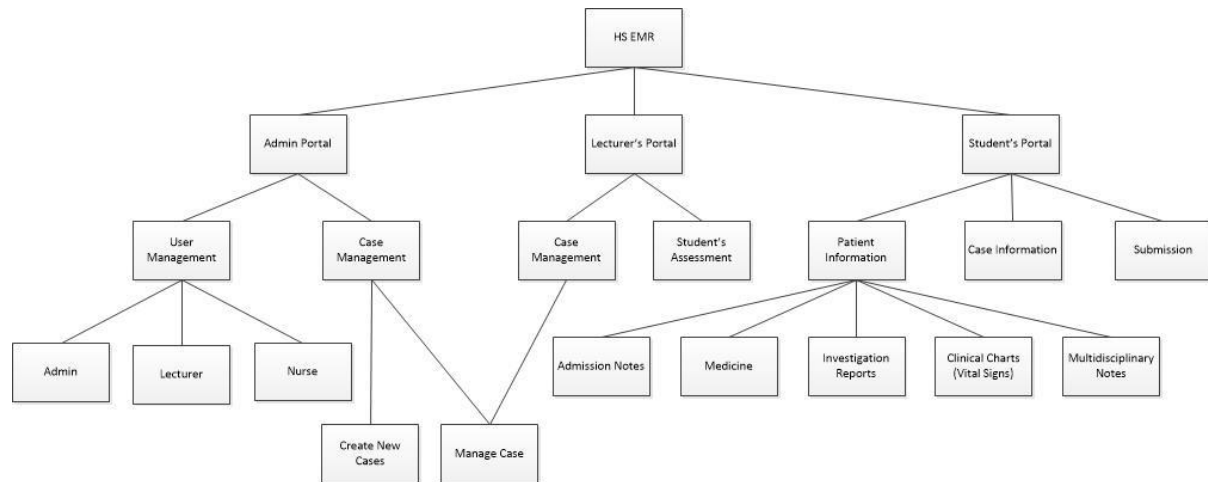 HS EMR
Admin Portal
Lecturer's Portal
Student's Portal
User
Management
Case
Management
Case
Management
Student's
Assessment
Patient
Information
Case Information
Submission
Admin
Lecturer
Nurse
Admission Notes
Medicine
Investigation
Reports
Clinical Charts
(Vital Signs)
Multidisciplinary
Notes
Create New
Cases
Manage Case